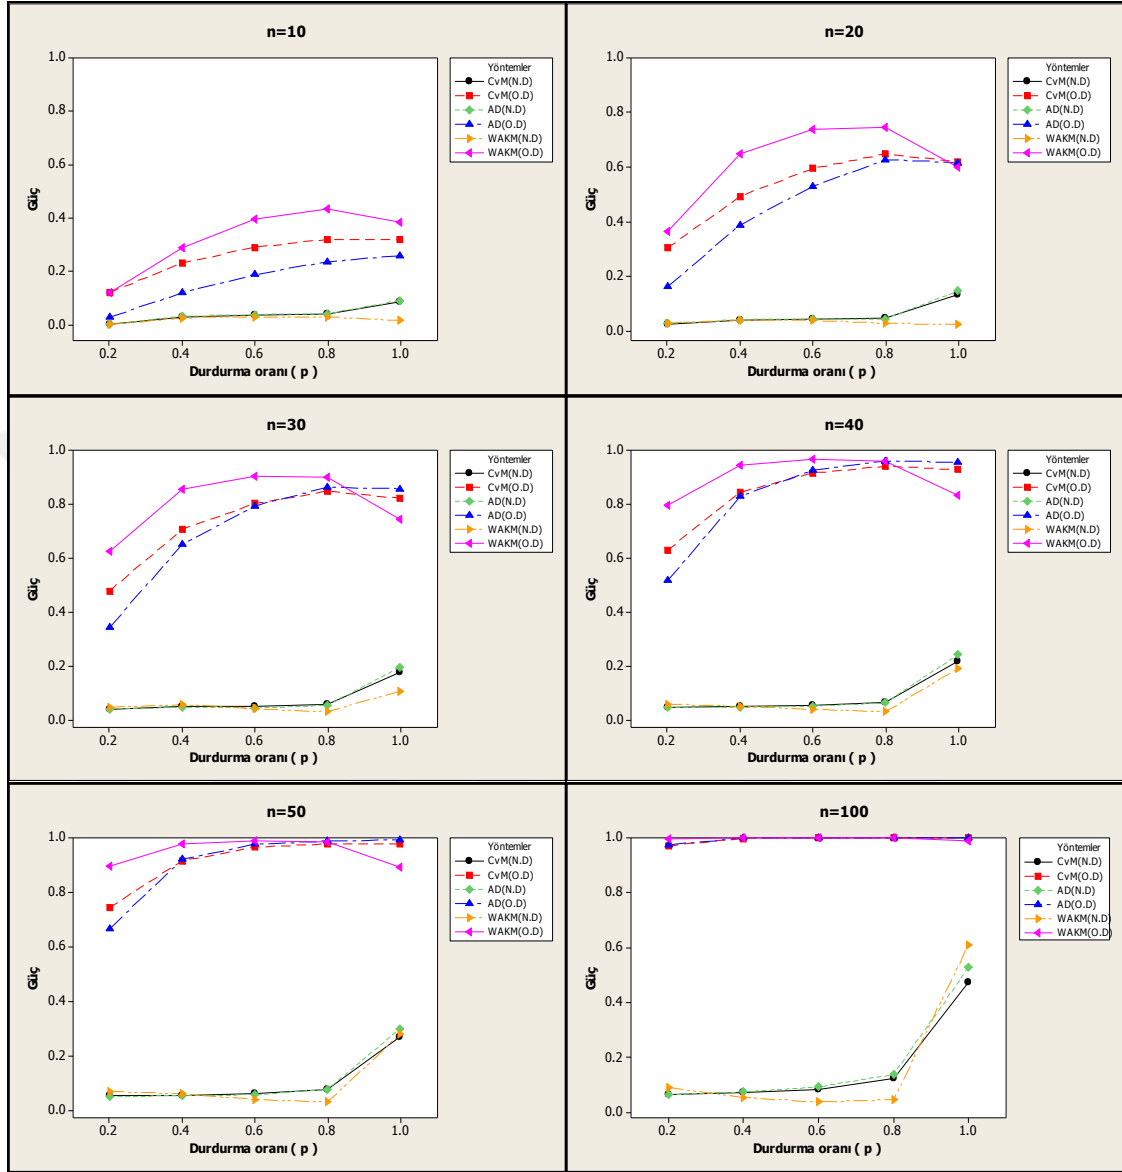 n=10
1.0
0.8
0.6
0.4
0.2
0.0
Güç
0.2 0.4 0.6 0.8 1.0
Durdurma oranı ( p )
Yöntemler
CvM(N.D)
CvM(O.D)
AD(N.D)
AD(O.D)
WAKM(N.D)
WAKM(O.D)
n=20
1.0
0.8
0.6
0.4
0.2
0.0
Güç
0.2 0.4 0.6 0.8 1.0
Durdurma oranı ( p )
Yöntemler
CvM(N.D)
CvM(O.D)
AD(N.D)
AD(O.D)
WAKM(N.D)
WAKM(O.D)
n=30
1.0
0.8
0.6
0.4
0.2
0.0
Güç
0.2 0.4 0.6 0.8 1.0
Durdurma oranı ( p )
Yöntemler
CvM(N.D)
CvM(O.D)
AD(N.D)
AD(O.D)
WAKM(N.D)
WAKM(O.D)
n=40
1.0
0.8
0.6
0.4
0.2
0.0
Güç
0.2 0.4 0.6 0.8 1.0
Durdurma oranı ( p )
Yöntemler
CvM(N.D)
CvM(O.D)
AD(N.D)
AD(O.D)
WAKM(N.D)
WAKM(O.D)
n=50
1.0
0.8
0.6
0.4
0.2
0.0
Güç
0.2 0.4 0.6 0.8 1.0
Durdurma oranı ( p )
Yöntemler
CvM(N.D)
CvM(O.D)
AD(N.D)
AD(O.D)
WAKM(N.D)
WAKM(O.D)
n=100
1.0
0.8
0.6
0.4
0.2
0.0
Güç
0.2 0.4 0.6 0.8 1.0
Durdurma oranı ( p )
Yöntemler
CvM(N.D)
CvM(O.D)
AD(N.D)
AD(O.D)
WAKM(N.D)
WAKM(O.D)